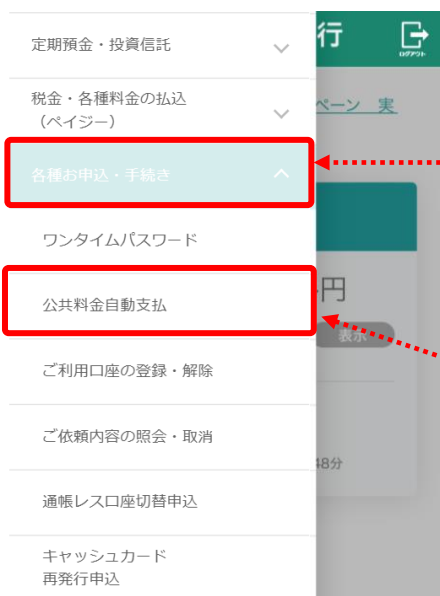 定期預金・投資信託
行
ログアウト
税金・各種料金の払込
（ペイジー）
ペーン 実
各種お申込・手続き
ワンタイムパスワード
円
公共料金自動支払
表示
ご利用口座の登録・解除
ご依頼内容の照会・取消
48分
通帳レス口座切替申込
キャッシュカード
再発行申込